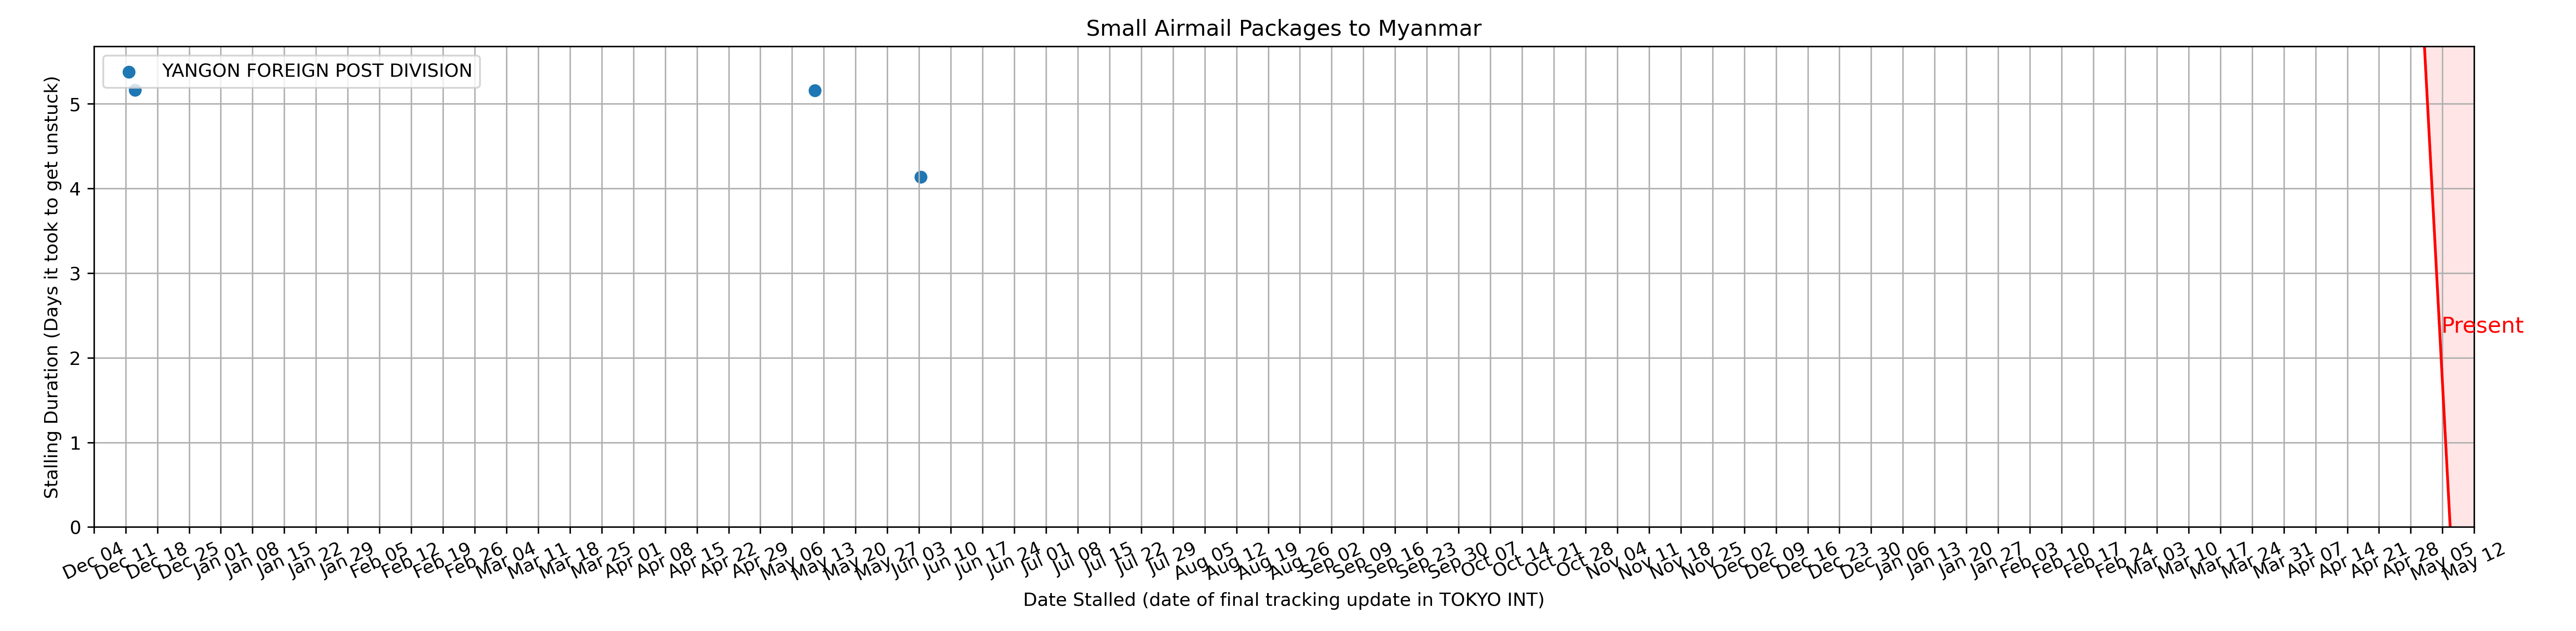 Small Airmail Packages to Myanmar
YANGON FOREIGN POST DIVISION
Stalling Duration (Days it took to get unstuck)
5
4
3
2
1
0
Present
Dec 04
Dec 11
Dec 18
Dec 25
Jan 01
Jan 08
Jan 15
Jan 22
Jan 29
Feb 05
Feb 12
Feb 19
Feb 26
Mar 04
Mar 11
Mar 18
Mar 25
Apr 01
Apr 08
Apr 15
Apr 22
Apr 29
May 06
May 13
May 20
May 27
Jun 03
Jun 10
Jun 17
Jun 24
Jul 01
Jul 08
Jul 15
Jul 22
Jul 29
Aug 05
Aug 12
Aug 19
Aug 26
Sep 02
Sep 09
Sep 16
Sep 23
Sep 30
Oct 07
Oct 14
Oct 21
Oct 28
Nov 04
Nov 11
Nov 18
Nov 25
Dec 02
Dec 09
Dec 16
Dec 23
Dec 30
Jan 06
Jan 13
Jan 20
Jan 27
Feb 03
Feb 10
Feb 17
Feb 24
Mar 03
Mar 10
Mar 17
Mar 24
Mar 31
Apr 07
Apr 14
Apr 21
Apr 28
May 05
May 12
Date Stalled (date of final tracking update in TOKYO INT)